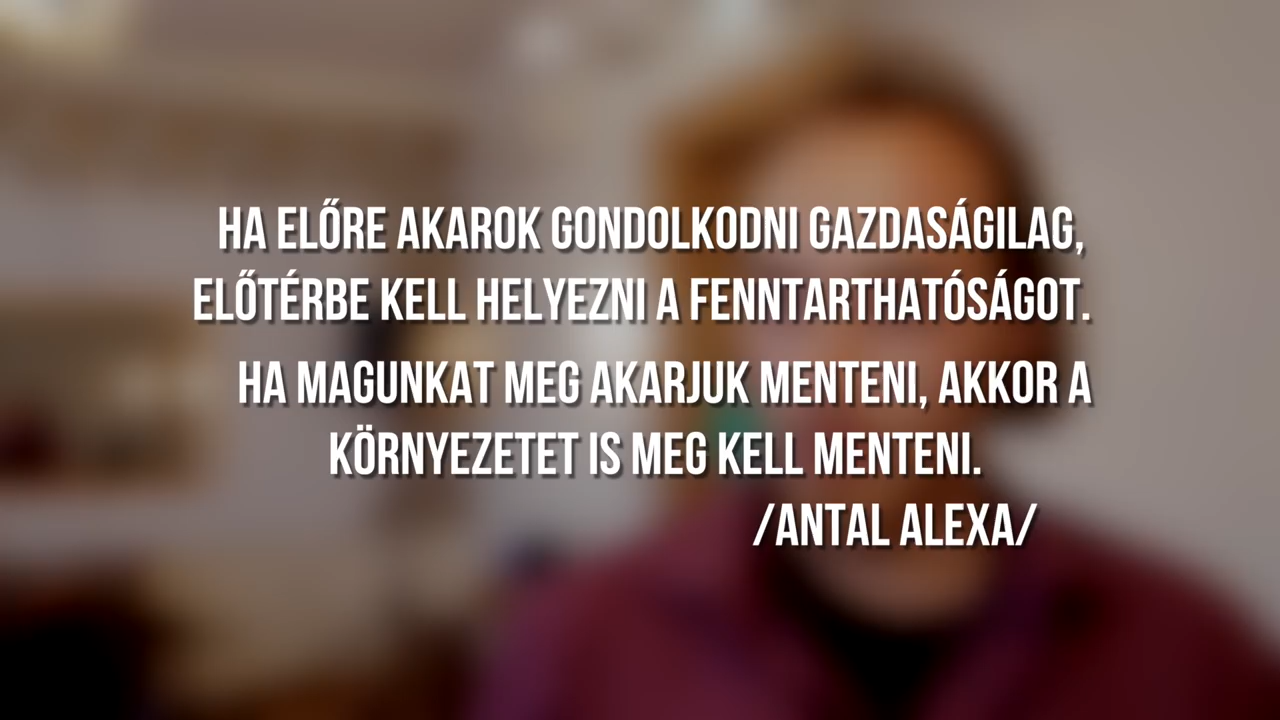 HA ELŐRE AKAROK GONDOLKODNI GAZDASÁGILAG,
ELŐTÉRBE KELL HELYEZNI A FENNTARTHATÓSÁGOT.
HA MAGUNKAT MEG AKARJUK MENTENI, AKKOR A
KÖRNYEZETET IS MEG KELL MENTENI.
/ANTAL ALEXA/